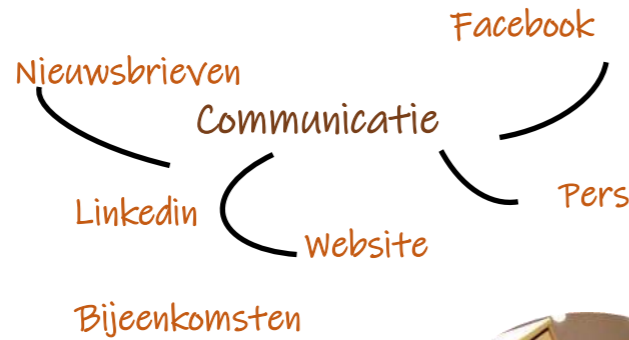 Facebook
Nieuwsbrieven
Communicatie
Linkedin
Pers
Website
Bijeenkomsten